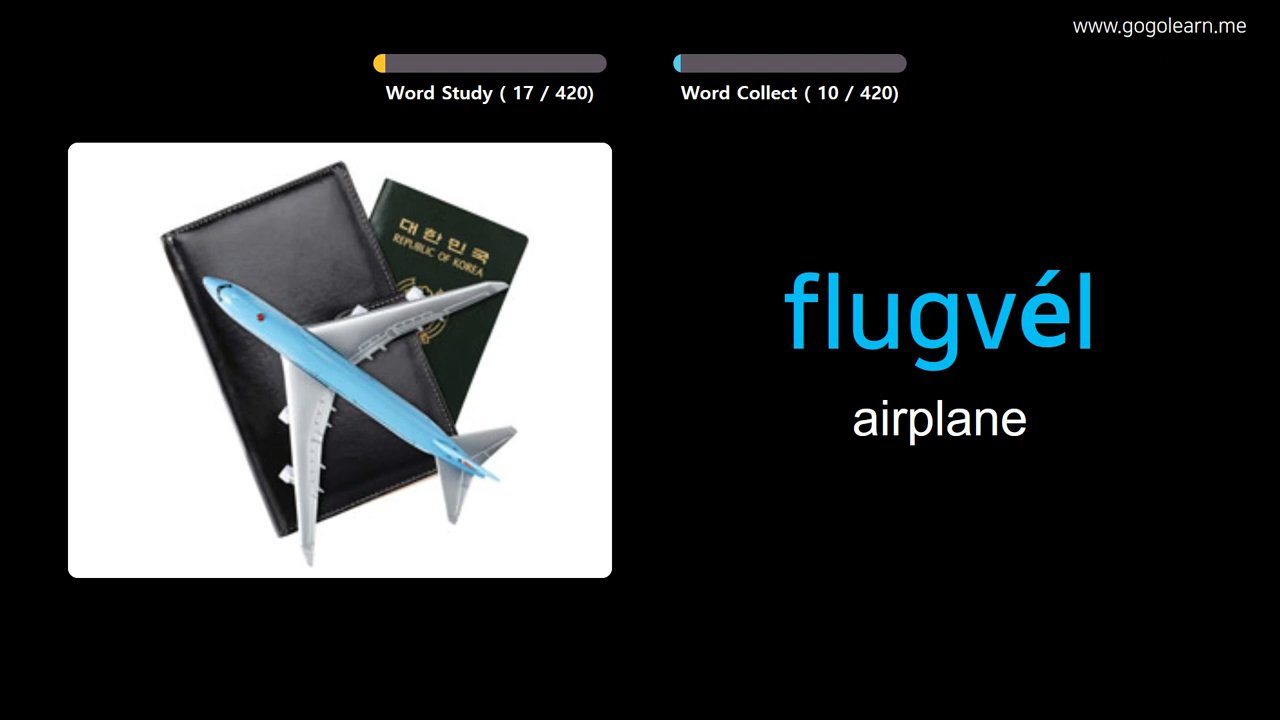 www.gogolearn.me
Word Study ( 17 / 420)
Word Collect ( 10 / 420)
대한민국
REPUBLIC OF KOREA
flugvél
airplane